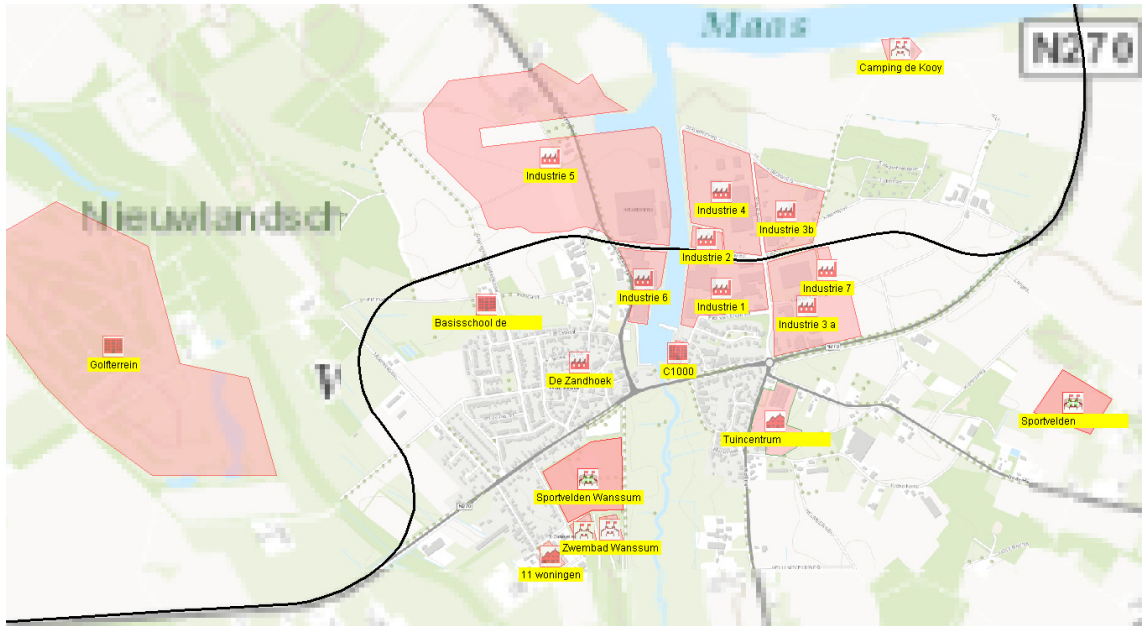 Maas
N270
Camping de Kooy
Industrie 5
Industrie 4
Industrie 3b
Nieuwlandsch
Industrie 2
Industrie 7
Industrie 6
Industrie 1
Industrie 3 a
Basisschool de
Golfterrein
De Zandhoek
C1000
Sportvelden
Tuincentrum
Sportvelden Wanssum
Zwembad Wanssum
11 woningen